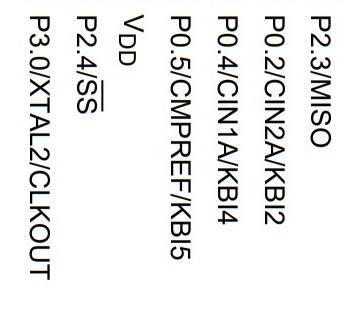 P2.3/MISO
P0.2/CIN2A/KBI2
P0.4/CIN1A/KBI4
P0.5/CMPREF/KBI5
VDD
P2.4/S̅S̅
P3.0/XTAL2/CLKOUT